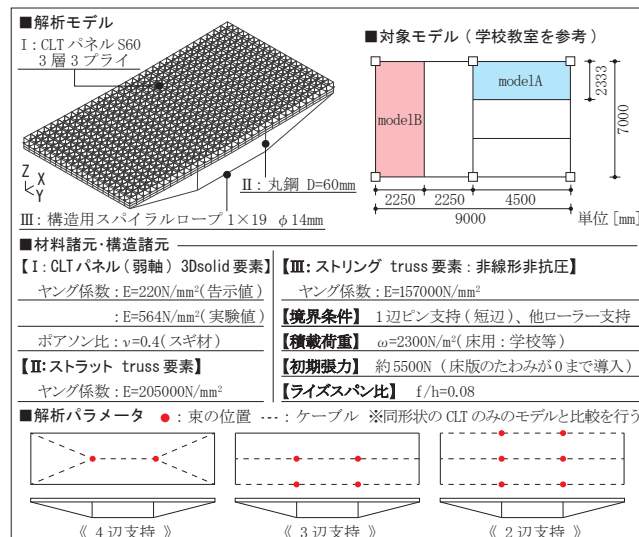 ■解析モデル
Ⅰ：CLTパネルS60
3層3プライ
Z
X
Y
Ⅱ：丸鋼 D=60mm
Ⅲ：構造用スパイラルロープ1×19 φ14mm
■対象モデル（学校教室を参考）
modelA
modelB
2333
7000
2250 2250 4500
9000
単位[mm]
■材料諸元・構造諸元
【Ⅰ：CLTパネル（弱軸） 3Dsolid要素】
ヤング係数：E=220N/mm²(告示値)
：E=564N/mm²(実験値)
ポアソン比：ν=0.4(スギ材)
【Ⅱ：ストラット truss要素】
ヤング係数：E=205000N/mm²
【Ⅲ：ストリング truss要素：非線形非抗圧】
ヤング係数：E=157000N/mm²
【境界条件】 1辺ピン支持（短辺）、他ローラー支持
【積載荷重】 ω=2300N/m²（床用：学校等）
【初期張力】 約5500N（床版のたわみが0まで導入）
【ライズスパン比】 f/h=0.08
■解析パラメータ ●：束の位置 ---：ケーブル ※同形状のCLTのみのモデルと比較を行う
《 4辺支持 》
《 3辺支持 》
《 2辺支持 》